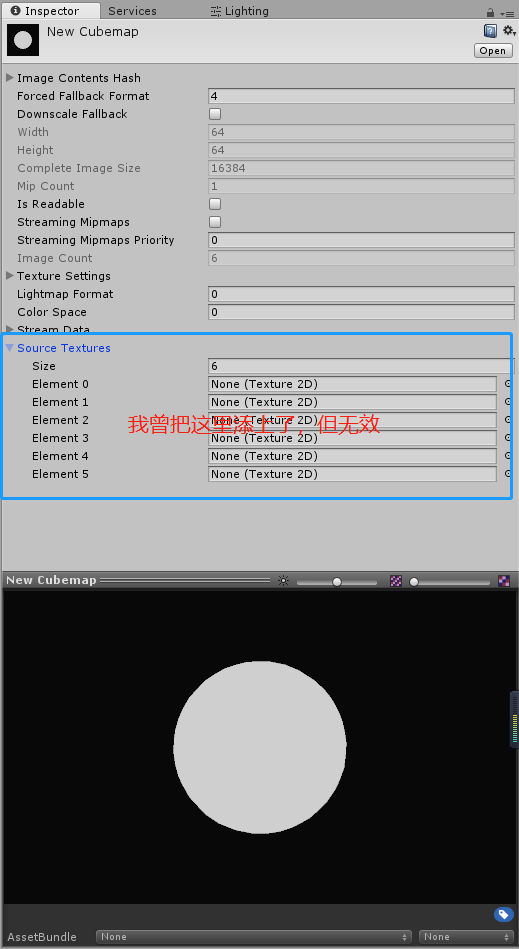 Inspector Services Lighting
New Cubemap
Open
Image Contents Hash
Forced Fallback Format 4
Downscale Fallback
Width 64
Height 64
Complete Image Size 16384
Mip Count 1
Is Readable
Streaming Mipmaps
Streaming Mipmaps Priority 0
Image Count 6
Texture Settings
Lightmap Format 0
Color Space 0
Stream Data
Source Textures
Size 6
Element 0 None (Texture 2D)
Element 1 None (Texture 2D)
Element 2 None (Texture 2D)
我曾把这里添上了，但无效
Element 3 None (Texture 2D)
Element 4 None (Texture 2D)
Element 5 None (Texture 2D)
New Cubemap
AssetBundle None None